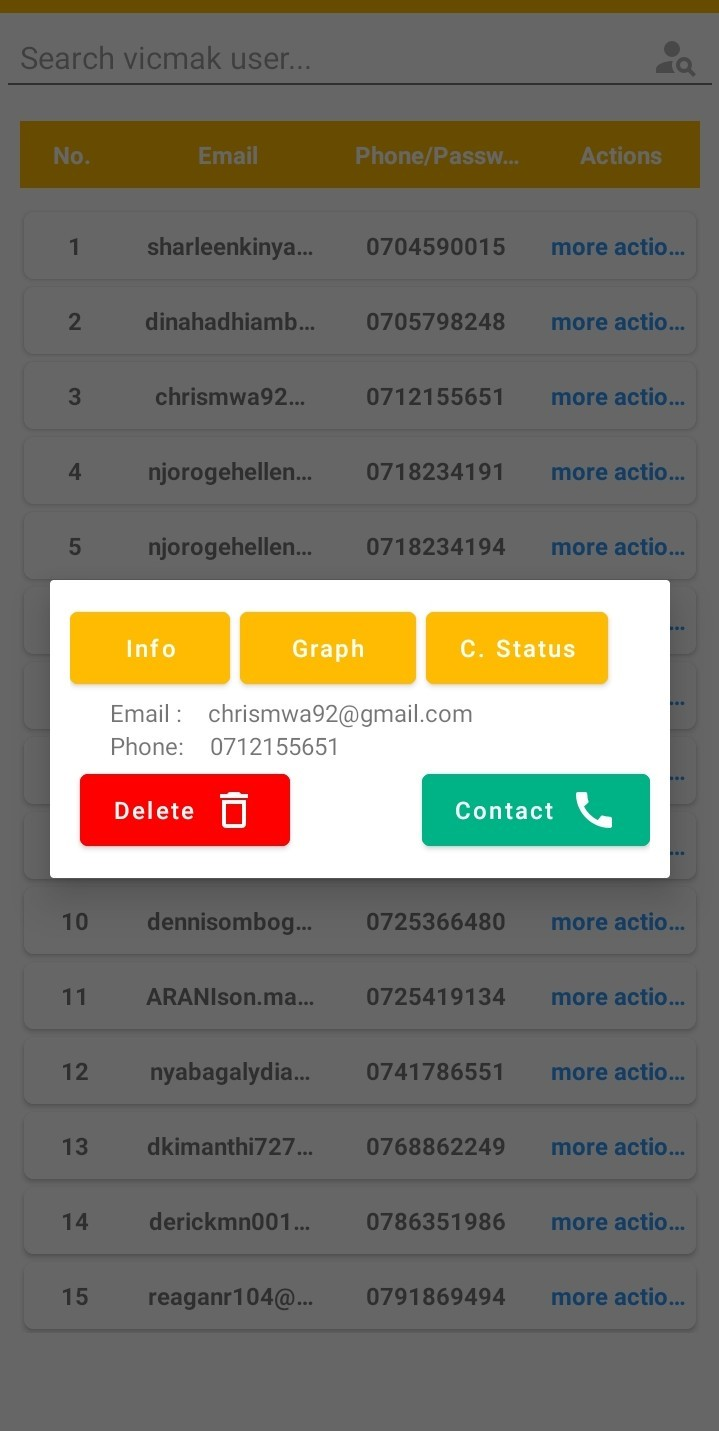 Search vicmak user...
No. Email Phone/Passw... Actions
1 sharleenkinya... 0704590015 more actio...
2 dinahadhiamb... 0705798248 more actio...
3 chrismwa92... 0712155651 more actio...
4 njorogehellen... 0718234191 more actio...
5 njorogehellen... 0718234194 more actio...
Info Graph C. Status
Email : chrismwa92@gmail.com
Phone: 0712155651
Delete Contact
10 dennisombog... 0725366480 more actio...
11 ARANIson.ma... 0725419134 more actio...
12 nyabagalydia... 0741786551 more actio...
13 dkimanthi727... 0768862249 more actio...
14 derickmn001... 0786351986 more actio...
15 reaganr104@... 0791869494 more actio...